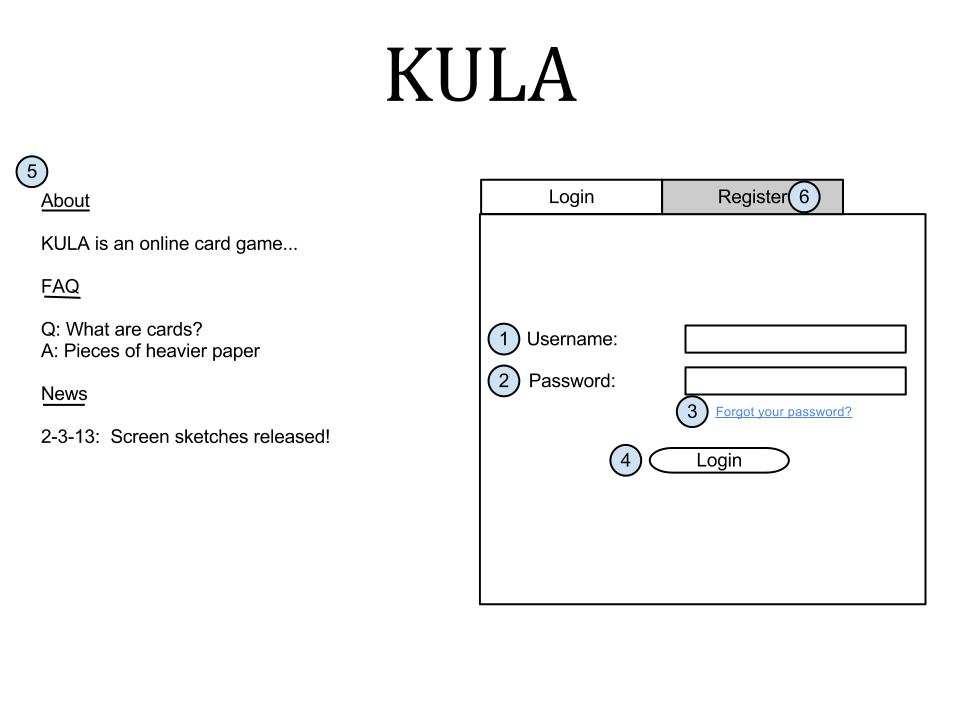 KULA
5
About
KULA is an online card game...
FAQ
Q: What are cards?
A: Pieces of heavier paper
News
2-3-13:  Screen sketches released!
Login
Register 6
1 Username:
2 Password:
3 Forgot your password?
4 Login